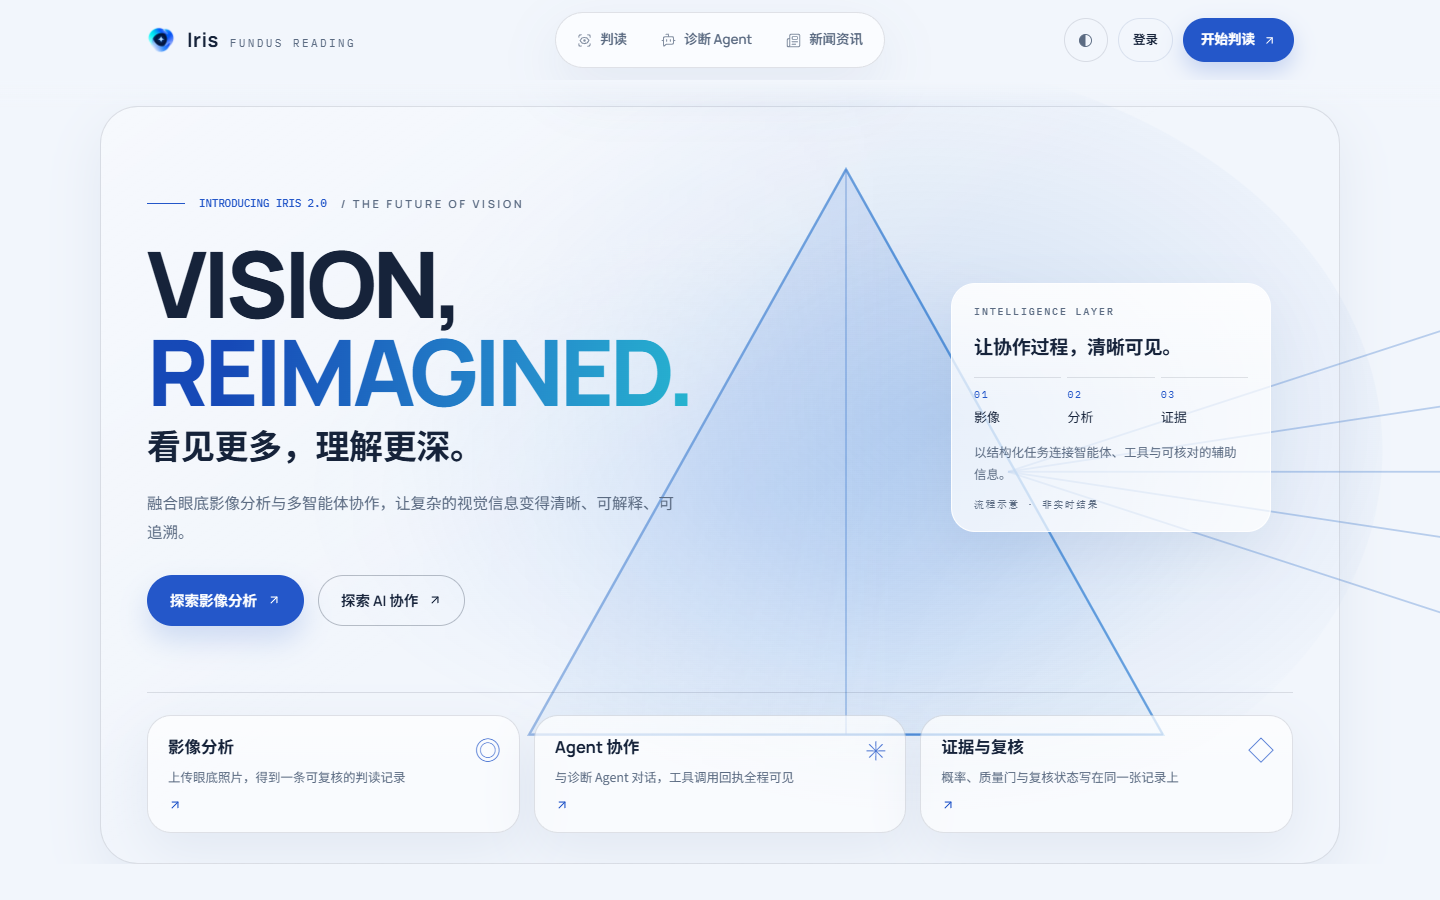 Iris FUNDUS READING
判读
诊断 Agent
新闻资讯
登录
开始判读
INTRODUCING IRIS 2.0 / THE FUTURE OF VISION
VISION,
REIMAGINED.
看见更多，理解更深。
融合眼底影像分析与多智能体协作，让复杂的视觉信息变得清晰、可解释、可
追溯。
探索影像分析
探索 AI 协作
INTELLIGENCE LAYER
让协作过程，清晰可见。
01 02 03
影像 分析 证据
以结构化任务连接智能体、工具与可核对的辅助
信息。
流程示意 · 非实时结果
影像分析
上传眼底照片，得到一条可复核的判读记录
Agent 协作
与诊断 Agent 对话，工具调用回执全程可见
证据与复核
概率、质量门与复核状态写在同一张记录上